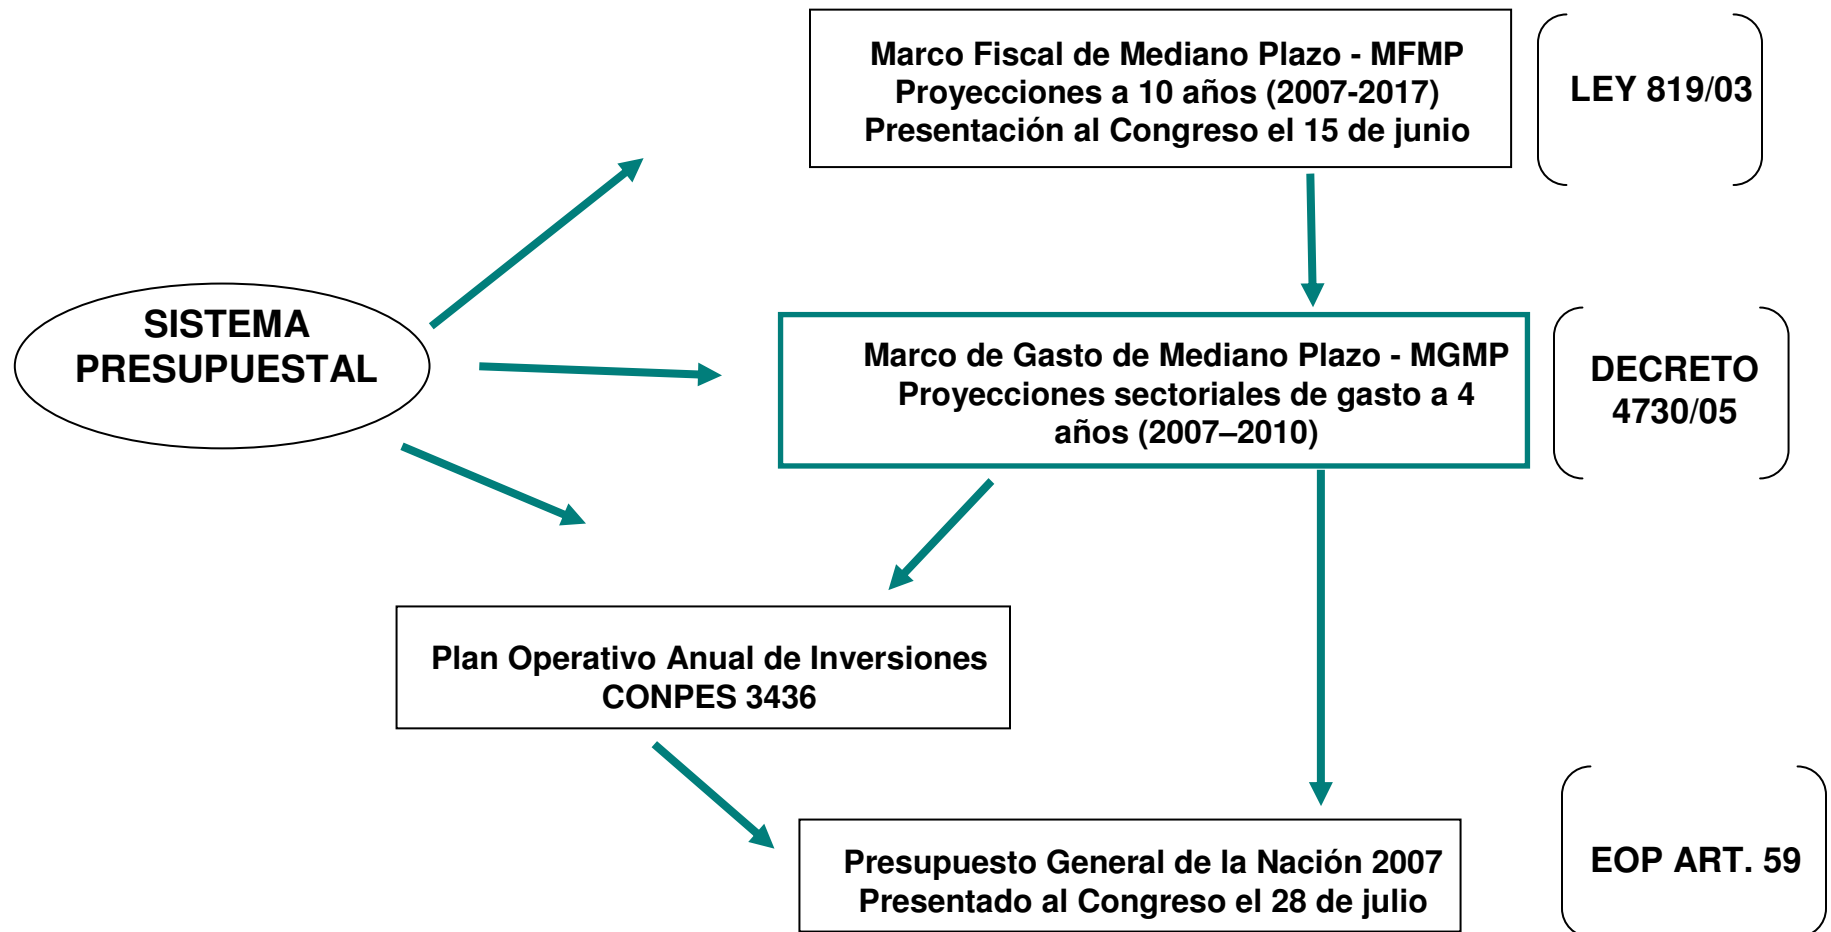 Marco Fiscal de Mediano Plazo - MFMP
Proyecciones a 10 años (2007-2017)
Presentación al Congreso el 15 de junio
LEY 819/03
SISTEMA
PRESUPUESTAL
Marco de Gasto de Mediano Plazo - MGMP
Proyecciones sectoriales de gasto a 4
años (2007–2010)
DECRETO
4730/05
Plan Operativo Anual de Inversiones
CONPES 3436
Presupuesto General de la Nación 2007
Presentado al Congreso el 28 de julio
EOP ART. 59